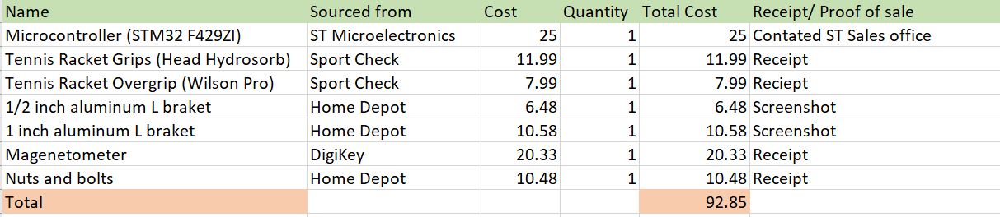 Name Sourced from Cost Quantity Total Cost Receipt/ Proof of sale
Microcontroller (STM32 F429ZI) ST Microelectronics 25 1 25 Contated ST Sales office
Tennis Racket Grips (Head Hydrosorb) Sport Check 11.99 1 11.99 Receipt
Tennis Racket Overgrip (Wilson Pro) Sport Check 7.99 1 7.99 Reciept
1/2 inch aluminum L braket Home Depot 6.48 1 6.48 Screenshot
1 inch aluminum L braket Home Depot 10.58 1 10.58 Screenshot
Magenetometer DigiKey 20.33 1 20.33 Receipt
Nuts and bolts Home Depot 10.48 1 10.48 Receipt
Total 92.85